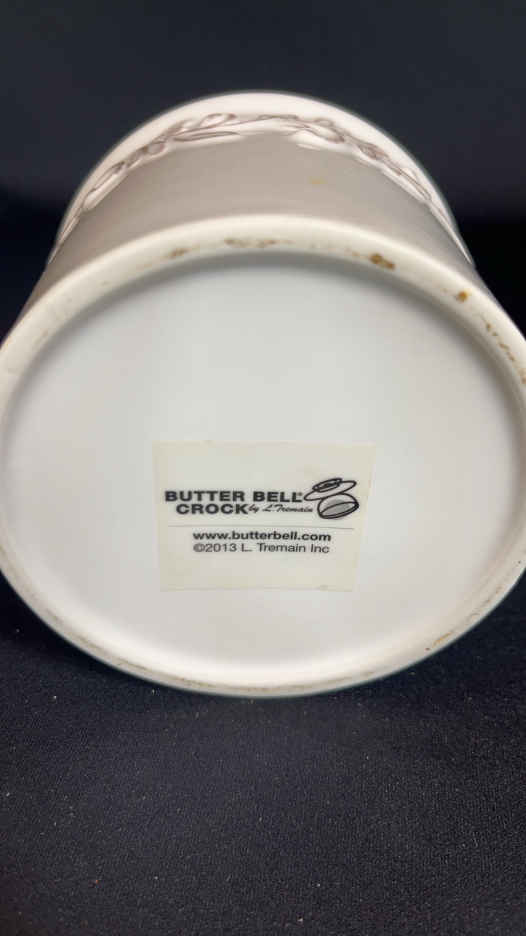 BUTTER BELL®
CROCK by L. Tremain
www.butterbell.com
©2013 L. Tremain Inc